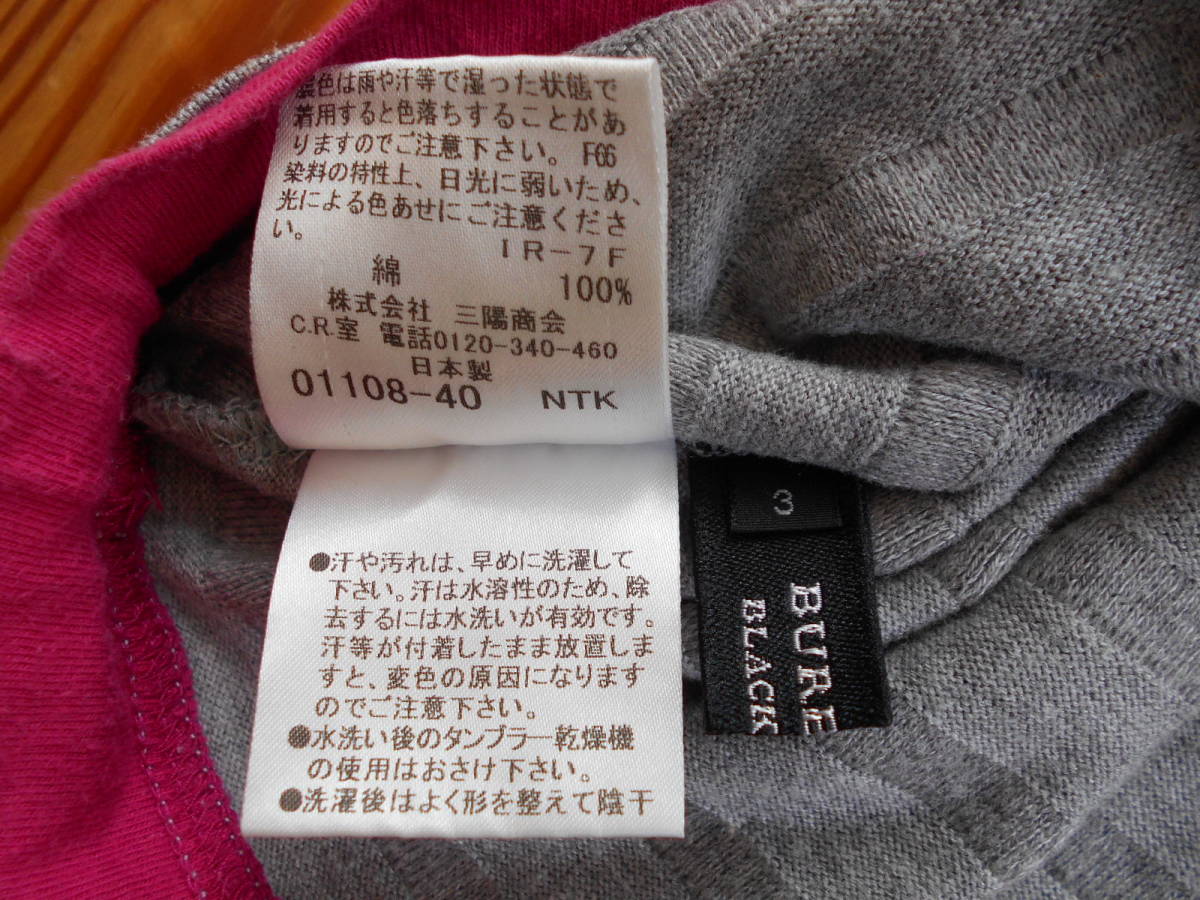 濃色は雨や汗等で湿った状態で
着用すると色落ちすることがあ
りますのでご注意下さい。 F66
染料の特性上、日光に弱いため、
光による色あせにご注意くださ
い。
IR-7F
綿 100%
株式会社 三陽商会
C.R.室 電話0120-340-460
日本製
01108-40 NTK
●汗や汚れは、早めに洗濯して
下さい。汗は水溶性のため、除
去するには水洗いが有効です。
汗等が付着したまま放置しま
すと、変色の原因になります
のでご注意下さい。
●水洗い後のタンブラー乾燥機
の使用はおさけ下さい。
●洗濯後はよく形を整えて陰干
3
BURB
BLACK